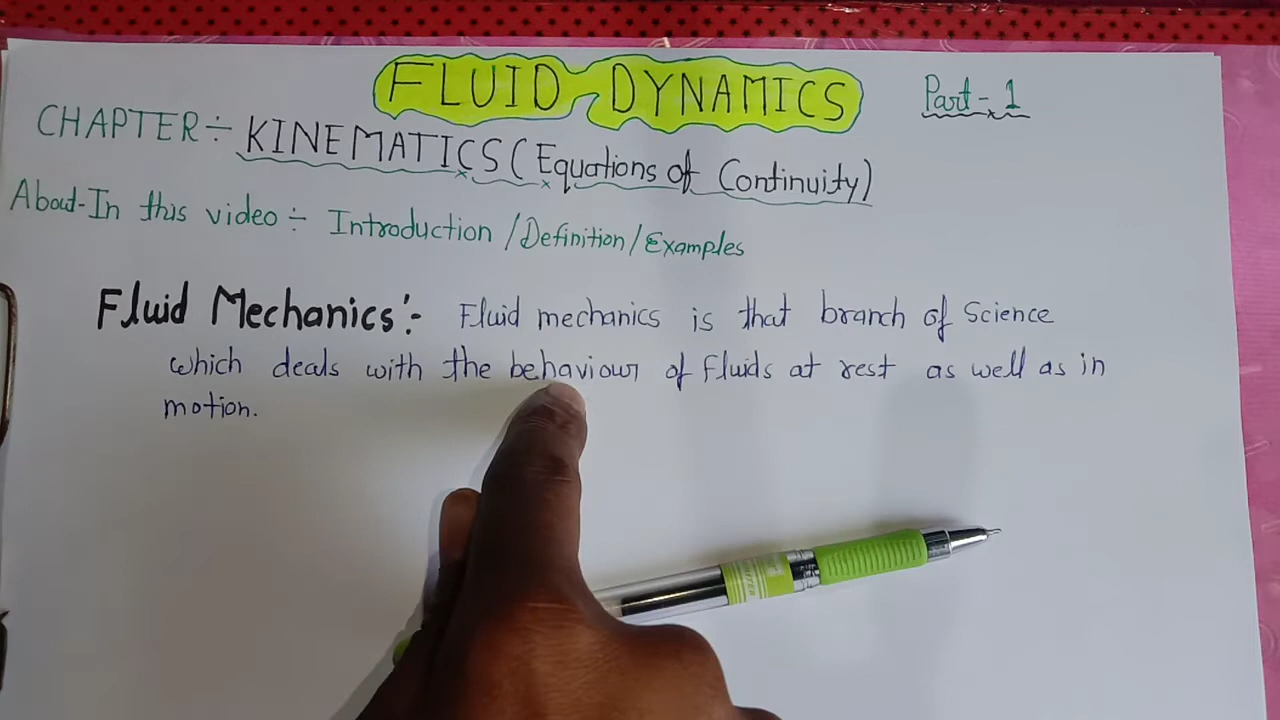 FLUID DYNAMICS
Part-1
CHAPTER÷ KINEMATICS (Equations of Continuity)
About-In this video÷ Introduction /Definition/Examples
Fluid Mechanics:- Fluid mechanics is that branch of Science
which deals with the behaviour of fluids at rest as well as in
motion.